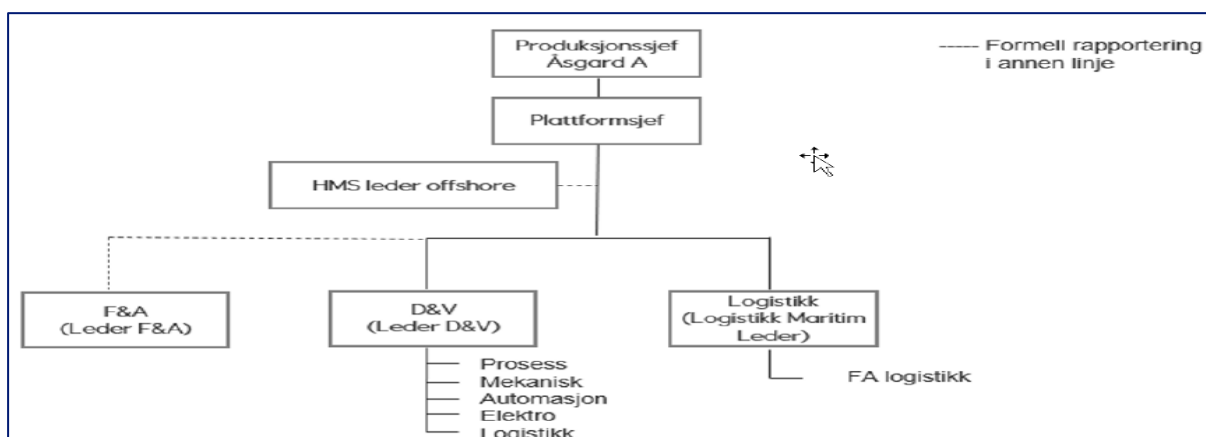 Produksjonssjef
Åsgard A
----- Formell rapportering
i annen linje
Plattformsjef
HMS leder offshore
F&A
(Leder F&A)
D&V
(Leder D&V)
Logistikk
(Logistikk Maritim
Leder)
Prosess
Mekanisk
Automasjon
Elektro
Logistikk
FA logistikk